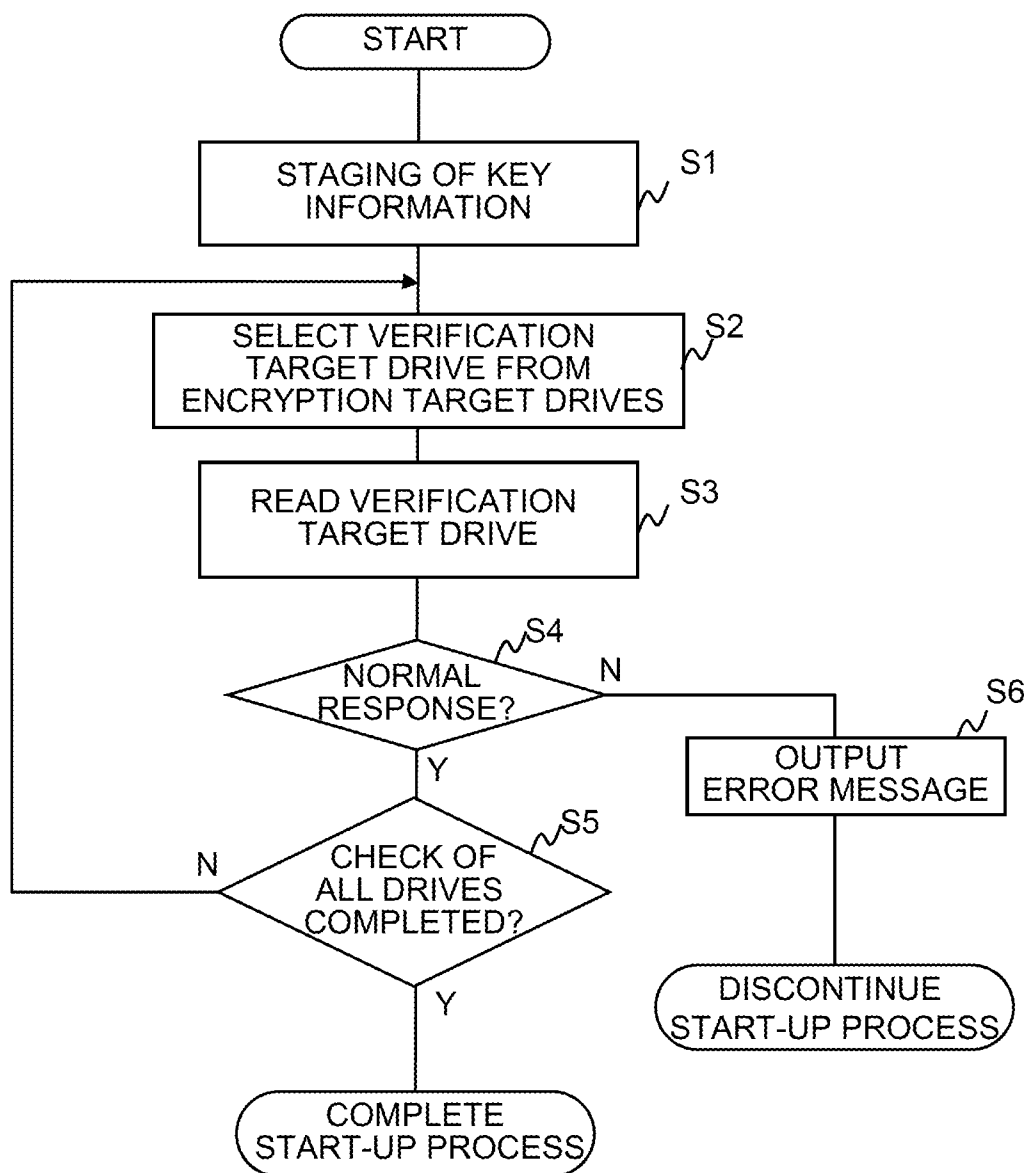 START
STAGING OF KEY
INFORMATION
S1
SELECT VERIFICATION
TARGET DRIVE FROM
ENCRYPTION TARGET DRIVES
S2
READ VERIFICATION
TARGET DRIVE
S3
NORMAL
RESPONSE?
S4
N
Y
OUTPUT
ERROR MESSAGE
S6
CHECK OF
ALL DRIVES
COMPLETED?
S5
N
Y
DISCONTINUE
START-UP PROCESS
COMPLETE
START-UP PROCESS